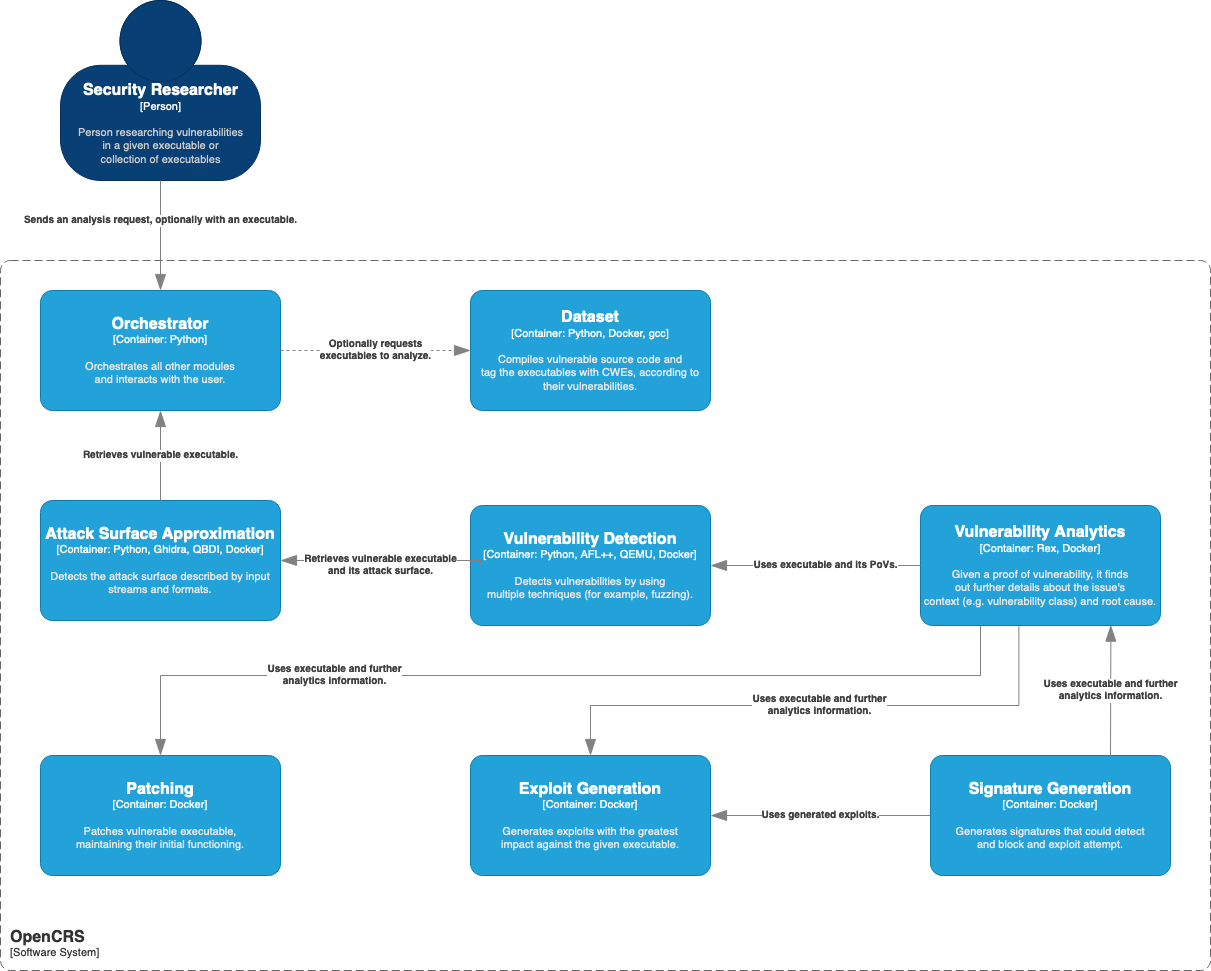 Security Researcher
[Person]
Person researching vulnerabilities
in a given executable or
collection of executables
Sends an analysis request, optionally with an executable.
Orchestrator
[Container: Python]
Orchestrates all other modules
and interacts with the user.
Optionally requests
executables to analyze.
Dataset
[Container: Python, Docker, gcc]
Compiles vulnerable source code and
tag the executables with CWEs, according to
their vulnerabilities.
Retrieves vulnerable executable.
Attack Surface Approximation
[Container: Python, Ghidra, QBDI, Docker]
Detects the attack surface described by input
streams and formats.
Retrieves vulnerable executable
and its attack surface.
Vulnerability Detection
[Container: Python, AFL++, QEMU, Docker]
Detects vulnerabilities by using
multiple techniques (for example, fuzzing).
Uses executable and its PoVs.
Vulnerability Analytics
[Container: Rex, Docker]
Given a proof of vulnerability, it finds
out further details about the issue's
context (e.g. vulnerability class) and root cause.
Uses executable and further
analytics information.
Uses executable and further
analytics information.
Uses executable and further
analytics information.
Patching
[Container: Docker]
Patches vulnerable executable,
maintaining their initial functioning.
Exploit Generation
[Container: Docker]
Generates exploits with the greatest
impact against the given executable.
Uses generated exploits.
Signature Generation
[Container: Docker]
Generates signatures that could detect
and block and exploit attempt.
OpenCRS
[Software System]